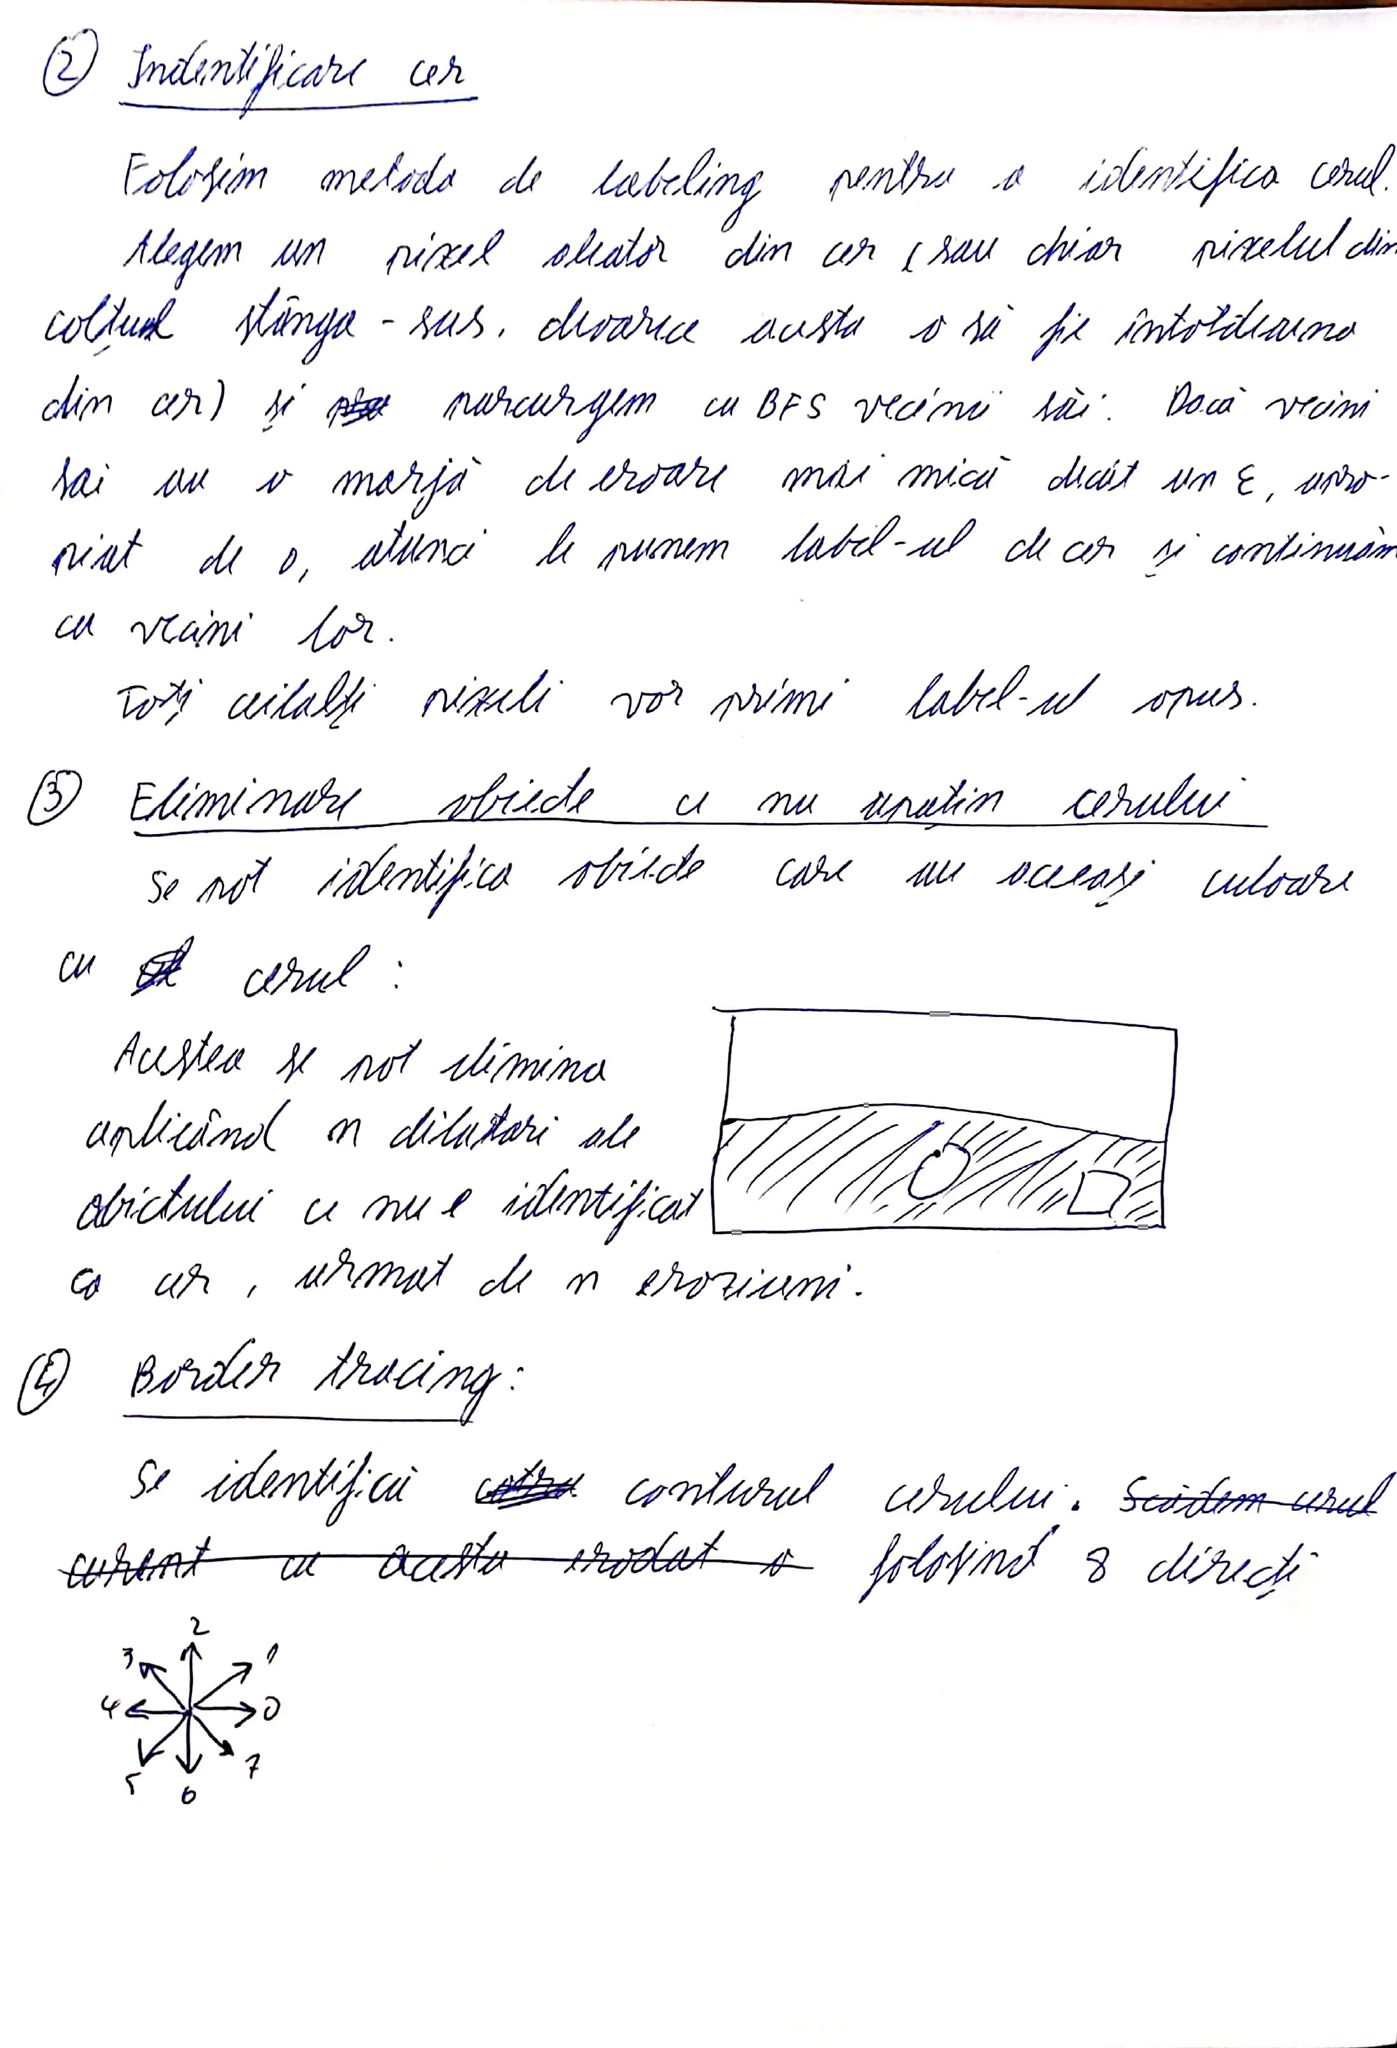 2 Indentificare cer
Folosim metoda de labeling pentru a identifica cerul.
Alegem un pixel aleator din cer (sau chiar pixelul din
colțul stânga-sus, deoarece acesta o să fie întotdeauna
din cer) și parcurgem cu BFS vecinii săi. Dacă vecini
săi au o marjă de eroare mai mică decât un ε, apro-
piat de 0, atunci le punem label-ul de cer și continuăm
cu vecini lor.
Toți ceilalți pixeli vor primi label-ul opus.
3 Eliminare obiecte ce nu aparțin cerului
Se pot identifica obiecte care au aceeași culoare
cu cerul :
Acestea se pot elimina
aplicând n dilatări ale
obiectului ce nu e identificat
ca cer, urmat de n eroziuni.
4 Border tracing:
Se identifică conturul cerului. Scădem cerul
curent cu acesta erodat o folosind 8 direcți
2
3 1
4 0
5 7
6